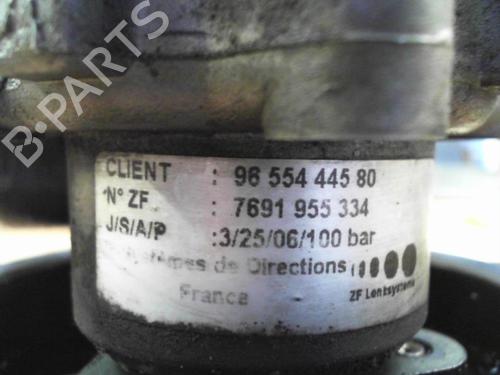 B-PARTS
CLIENT : 96 554 445 80
N° ZF : 7691 955 334
J/S/A/P : 3/25/06/100 bar
Systèmes de Directions
France
ZF Lenksysteme